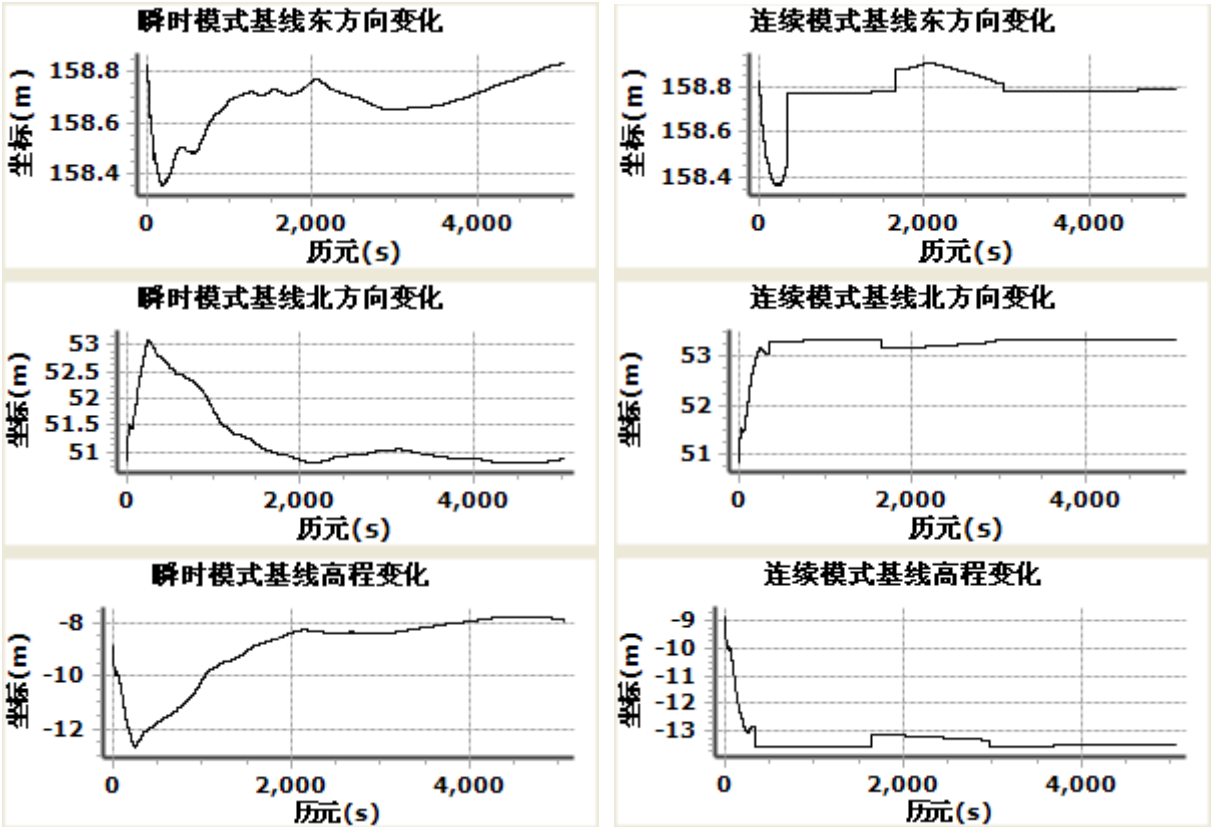 瞬时模式基线东方向变化
坐标(m)
158.8
158.6
158.4
0 2,000 4,000
历元(s)
连续模式基线东方向变化
坐标(m)
158.8
158.6
158.4
0 2,000 4,000
历元(s)
瞬时模式基线北方向变化
坐标(m)
53
52.5
52
51.5
51
0 2,000 4,000
历元(s)
连续模式基线北方向变化
坐标(m)
53
52
51
0 2,000 4,000
历元(s)
瞬时模式基线高程变化
坐标(m)
-8
-10
-12
0 2,000 4,000
历元(s)
连续模式基线高程变化
坐标(m)
-9
-10
-11
-12
-13
0 2,000 4,000
历元(s)